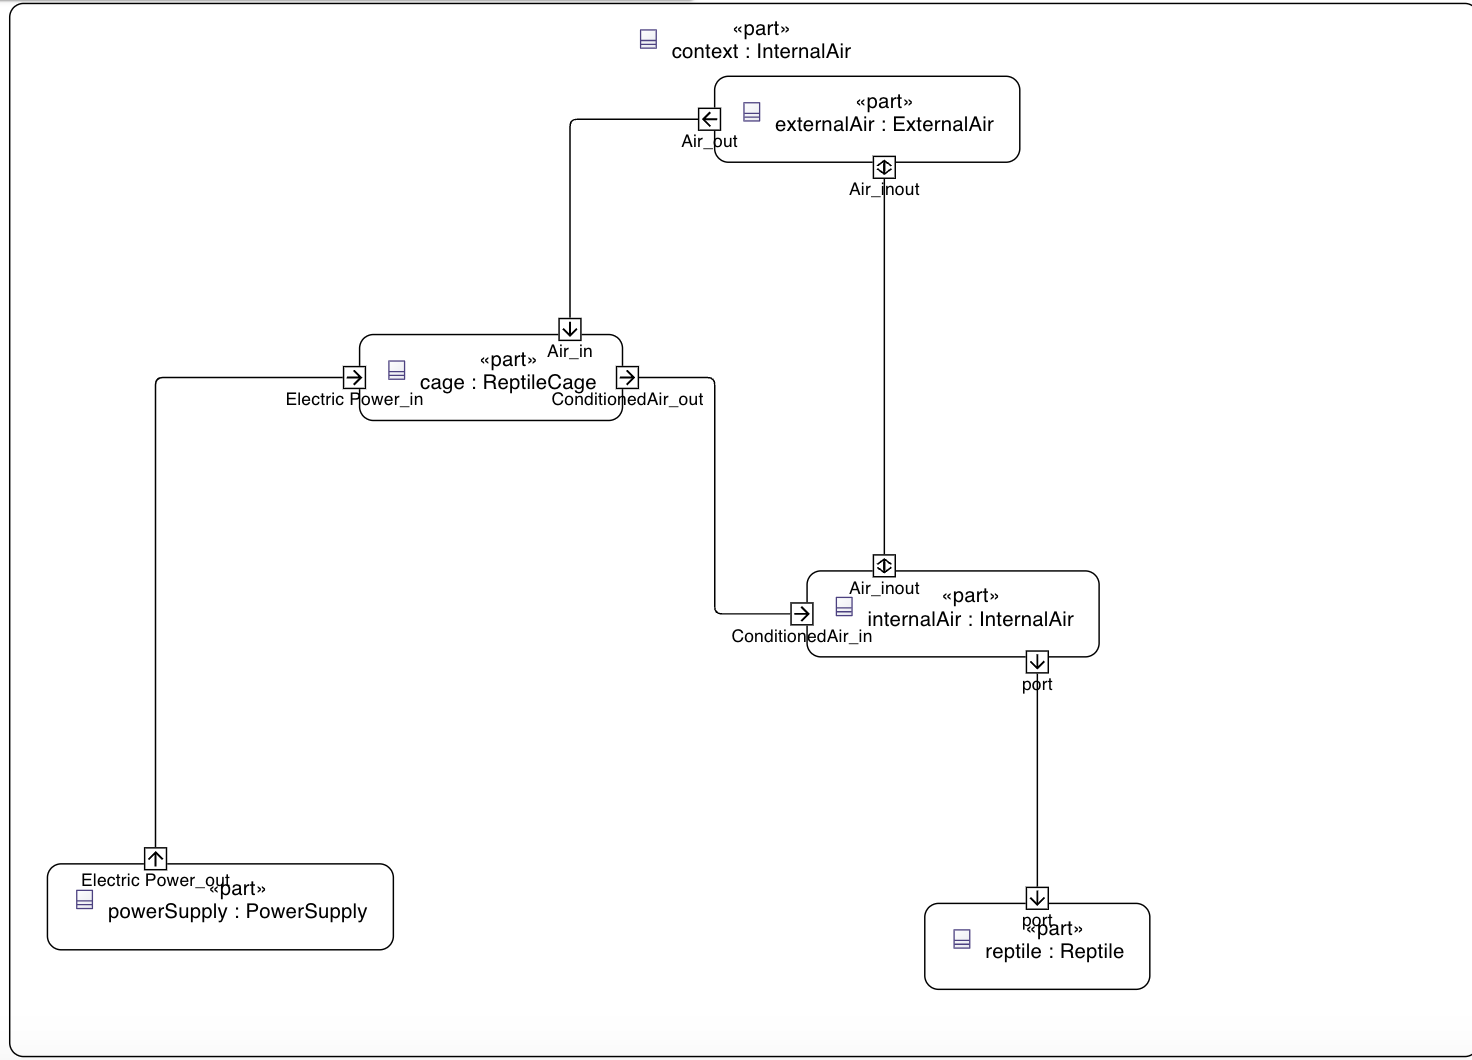 «part»
context : InternalAir
«part»
externalAir : ExternalAir
Air_out
Air_inout
Air_in
«part»
cage : ReptileCage
Electric Power_in
ConditionedAir_out
Air_inout
«part»
internalAir : InternalAir
ConditionedAir_in
port
Electric Power_out
«part»
powerSupply : PowerSupply
port
«part»
reptile : Reptile